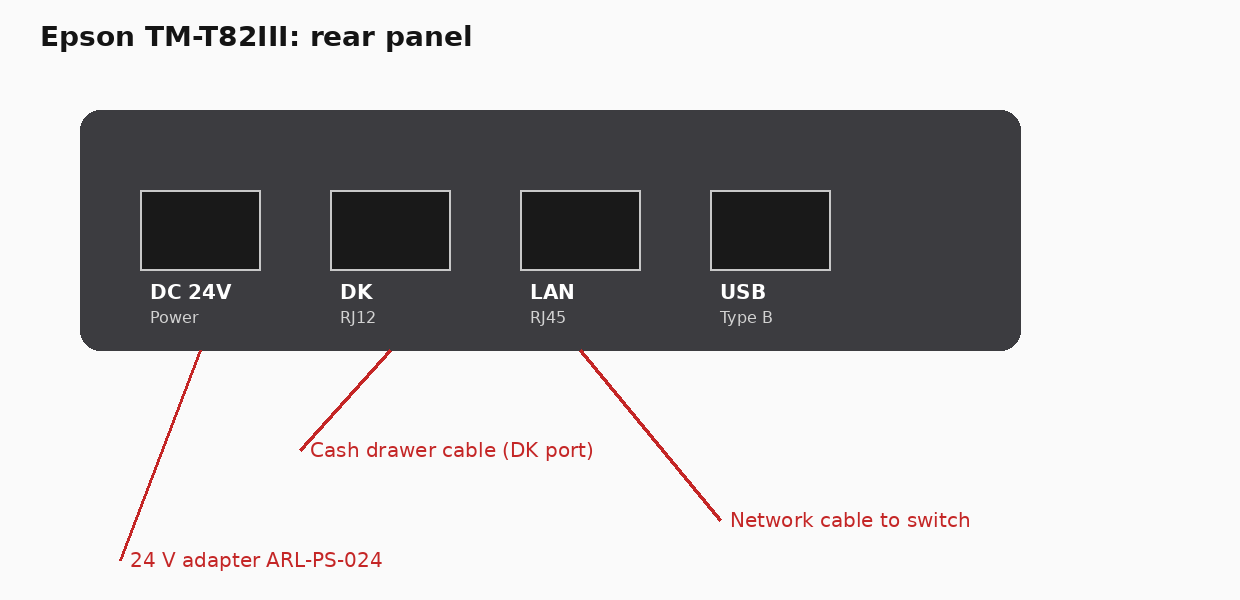 Epson TM-T82III: rear panel
DC 24V
Power
DK
RJ12
LAN
RJ45
USB
Type B
Cash drawer cable (DK port)
Network cable to switch
24 V adapter ARL-PS-024